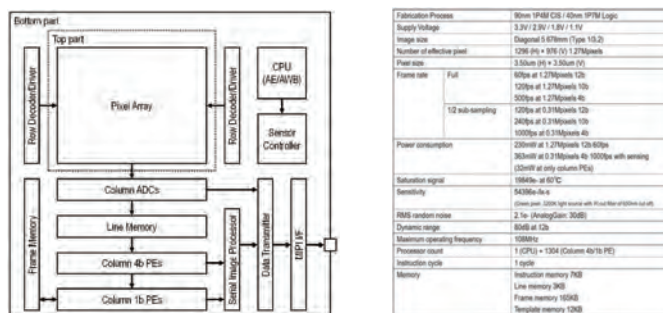 Bottom part
Top part
Row Decoder/Driver
Pixel Array
Row Decoder/Driver
CPU
(AE/AWB)
Sensor
Controller
Column ADCs
Line Memory
Frame Memory
Column 4b PEs
Column 1b PEs
Serial Image Processor
Data Transmitter
MIPI I/F
Fabrication Process 90nm 1P4M CIS / 40nm 1P7M Logic
Supply Voltage 3.3V / 2.9V / 1.8V / 1.1V
Image size Diagonal 5.678mm (Type 1/3.2)
Number of effective pixel 1296 (H) × 976 (V) 1.27Mpixels
Pixel size 3.50um (H) × 3.50um (V)
Frame rate Full 60fps at 1.27Mpixels 12b
120fps at 1.27Mpixels 10b
500fps at 1.27Mpixels 4b
1/2 sub-sampling 120fps at 0.31Mpixels 12b
240fps at 0.31Mpixels 10b
1000fps at 0.31Mpixels 4b
Power consumption 230mW at 1.27Mpixels 12b 60fps
363mW at 0.31Mpixels 4b 1000fps with sensing
(32mW at only column PEs)
Saturation signal 19849e- at 60°C
Sensitivity
RMS random noise 2.1e- (AnalogGain: 30dB)
Dynamic range 80dB at 12b
Maximum operating frequency 108MHz
Processor count 1 (CPU) + 1304 (Column 4b/1b PE)
Instruction cycle 1 cycle
Memory Instruction memory 7KB
Line memory 3KB
Frame memory 165KB
Template memory 12KB